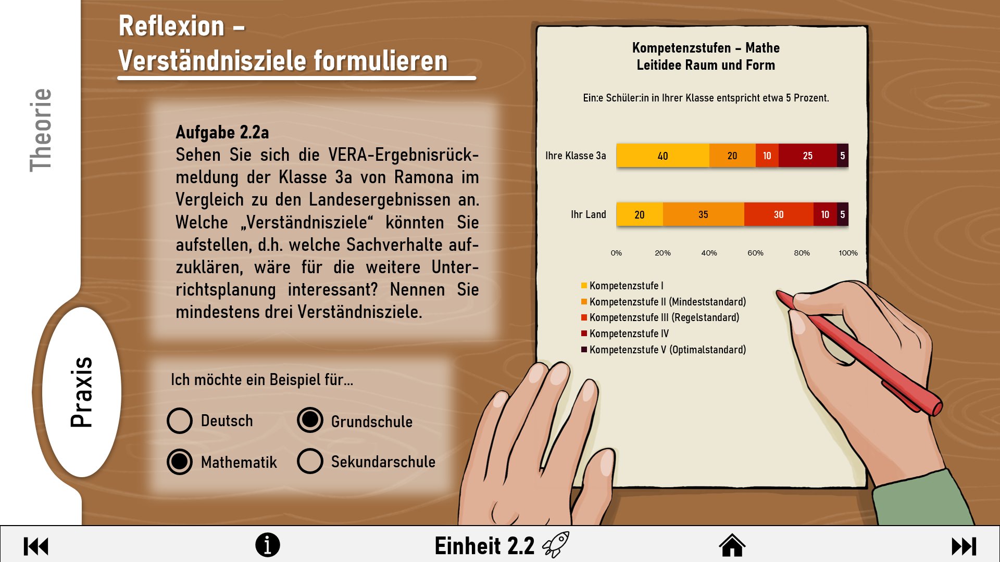 Reflexion –
Verständnisziele formulieren
Theorie
Praxis
Aufgabe 2.2a
Sehen Sie sich die VERA-Ergebnisrück-
meldung der Klasse 3a von Ramona im
Vergleich zu den Landesergebnissen an.
Welche „Verständnisziele“ könnten Sie
aufstellen, d.h. welche Sachverhalte auf-
zuklären, wäre für die weitere Unter-
richtsplanung interessant? Nennen Sie
mindestens drei Verständnisziele.
Ich möchte ein Beispiel für...
Deutsch
Grundschule
Mathematik
Sekundarschule
Kompetenzstufen – Mathe
Leitidee Raum und Form
Ein:e Schüler:in in Ihrer Klasse entspricht etwa 5 Prozent.
Ihre Klasse 3a 40 20 10 25 5
Ihr Land 20 35 30 10 5
0% 20% 40% 60% 80% 100%
Kompetenzstufe I
Kompetenzstufe II (Mindeststandard)
Kompetenzstufe III (Regelstandard)
Kompetenzstufe IV
Kompetenzstufe V (Optimalstandard)
Einheit 2.2